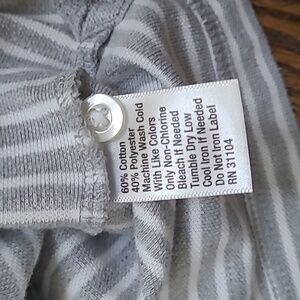 60% Cotton
40% Polyester
Machine Wash Cold
With Like Colors
Only Non-Chlorine
Bleach If Needed
Tumble Dry Low
Cool Iron If Needed
Do Not Iron Label
RN 31104